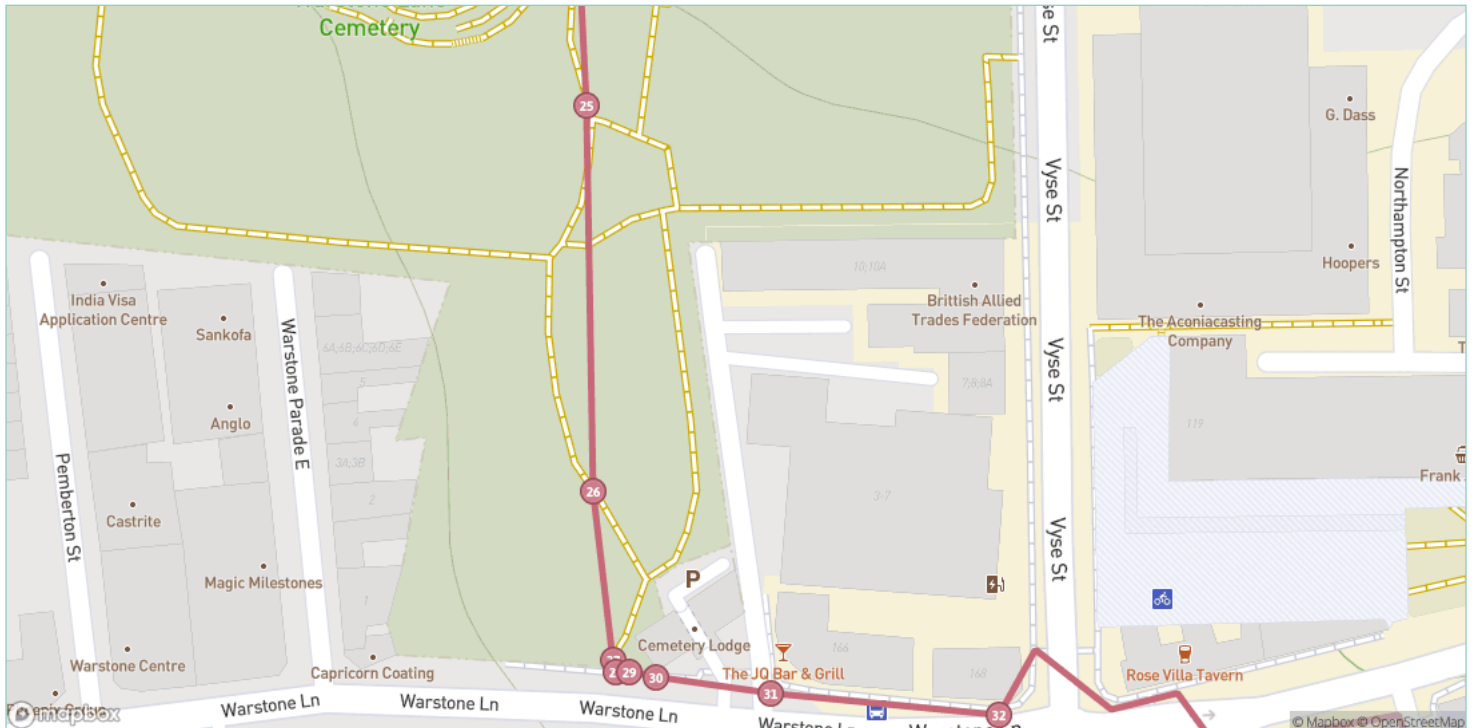 Cemetery
25
Vyse St
G. Dass
Northampton St
India Visa
Application Centre
Sankofa
10;10A
Brittish Allied
Trades Federation
Hoopers
The Aconiacasting
Company
6A;6B;6C;6D;6E
Warstone Parade E
5
Vyse St
7;8;8A
4
Anglo
119
3A;3B
Pemberton St
26
2
3-7
Frank
Castrite
Vyse St
Magic Milestones
P
1
Cemetery Lodge
166
Warstone Centre
Capricorn Coating
29
30
The JQ Bar & Grill
168
Rose Villa Tavern
31
Warstone Ln
Warstone Ln
Warstone Ln
32
mapbox
© Mapbox © OpenStreetMap